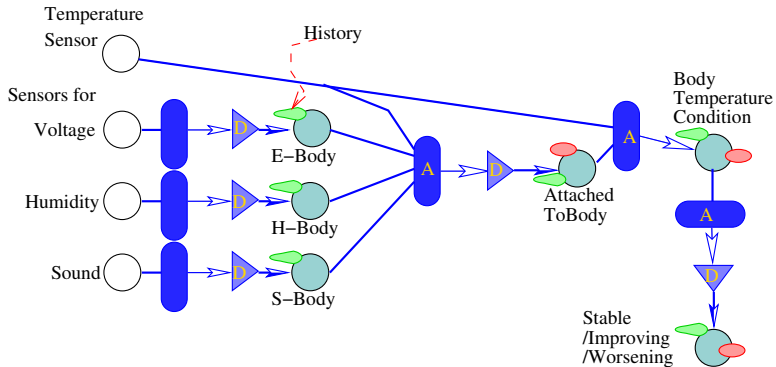 Temperature
Sensor
History
Sensors for
Voltage
D
E−Body
Humidity
D
H−Body
Sound
D
S−Body
A
D
Attached
ToBody
A
Body
Temperature
Condition
A
D
Stable
/Improving
/Worsening